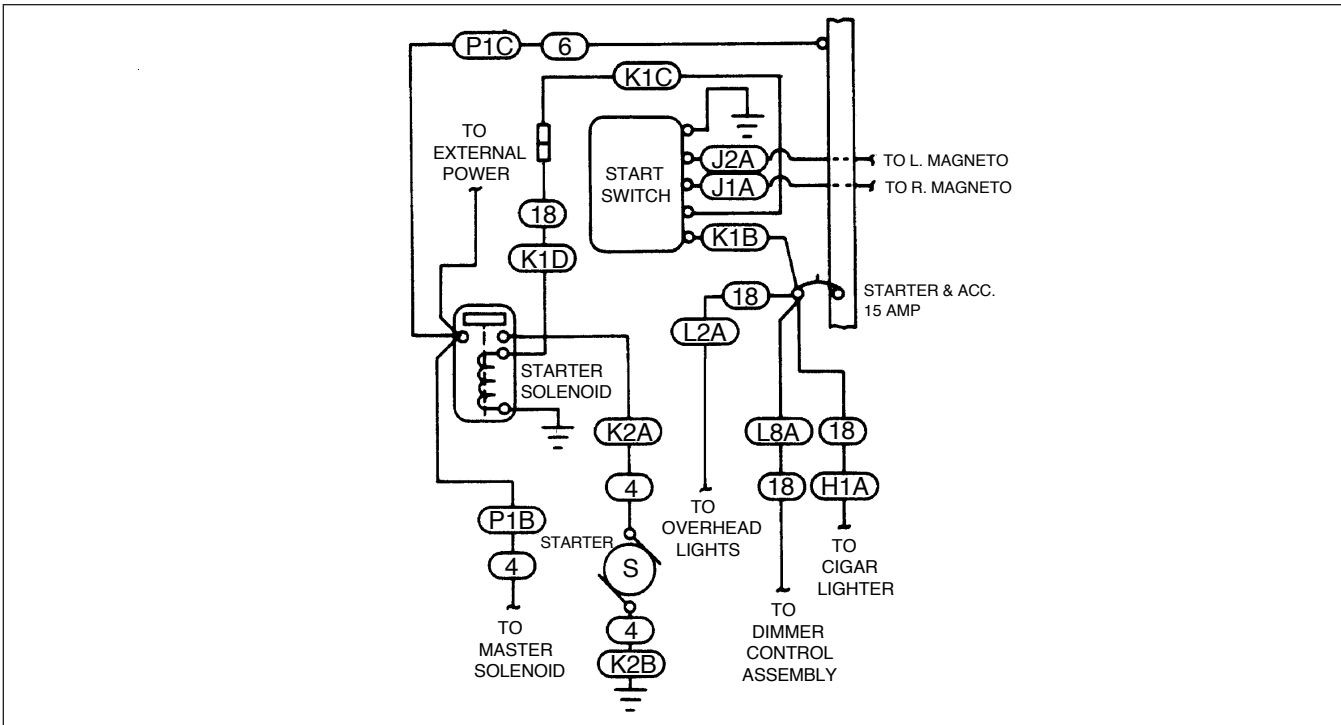 P1C
6
K1C
TO
EXTERNAL
POWER
START
SWITCH
J2A
TO L. MAGNETO
J1A
TO R. MAGNETO
18
K1D
K1B
18
STARTER & ACC.
15 AMP
L2A
STARTER
SOLENOID
K2A
L8A
18
4
18
H1A
TO
OVERHEAD
LIGHTS
P1B
4
STARTER
S
TO
CIGAR
LIGHTER
TO
MASTER
SOLENOID
4
K2B
TO
DIMMER
CONTROL
ASSEMBLY